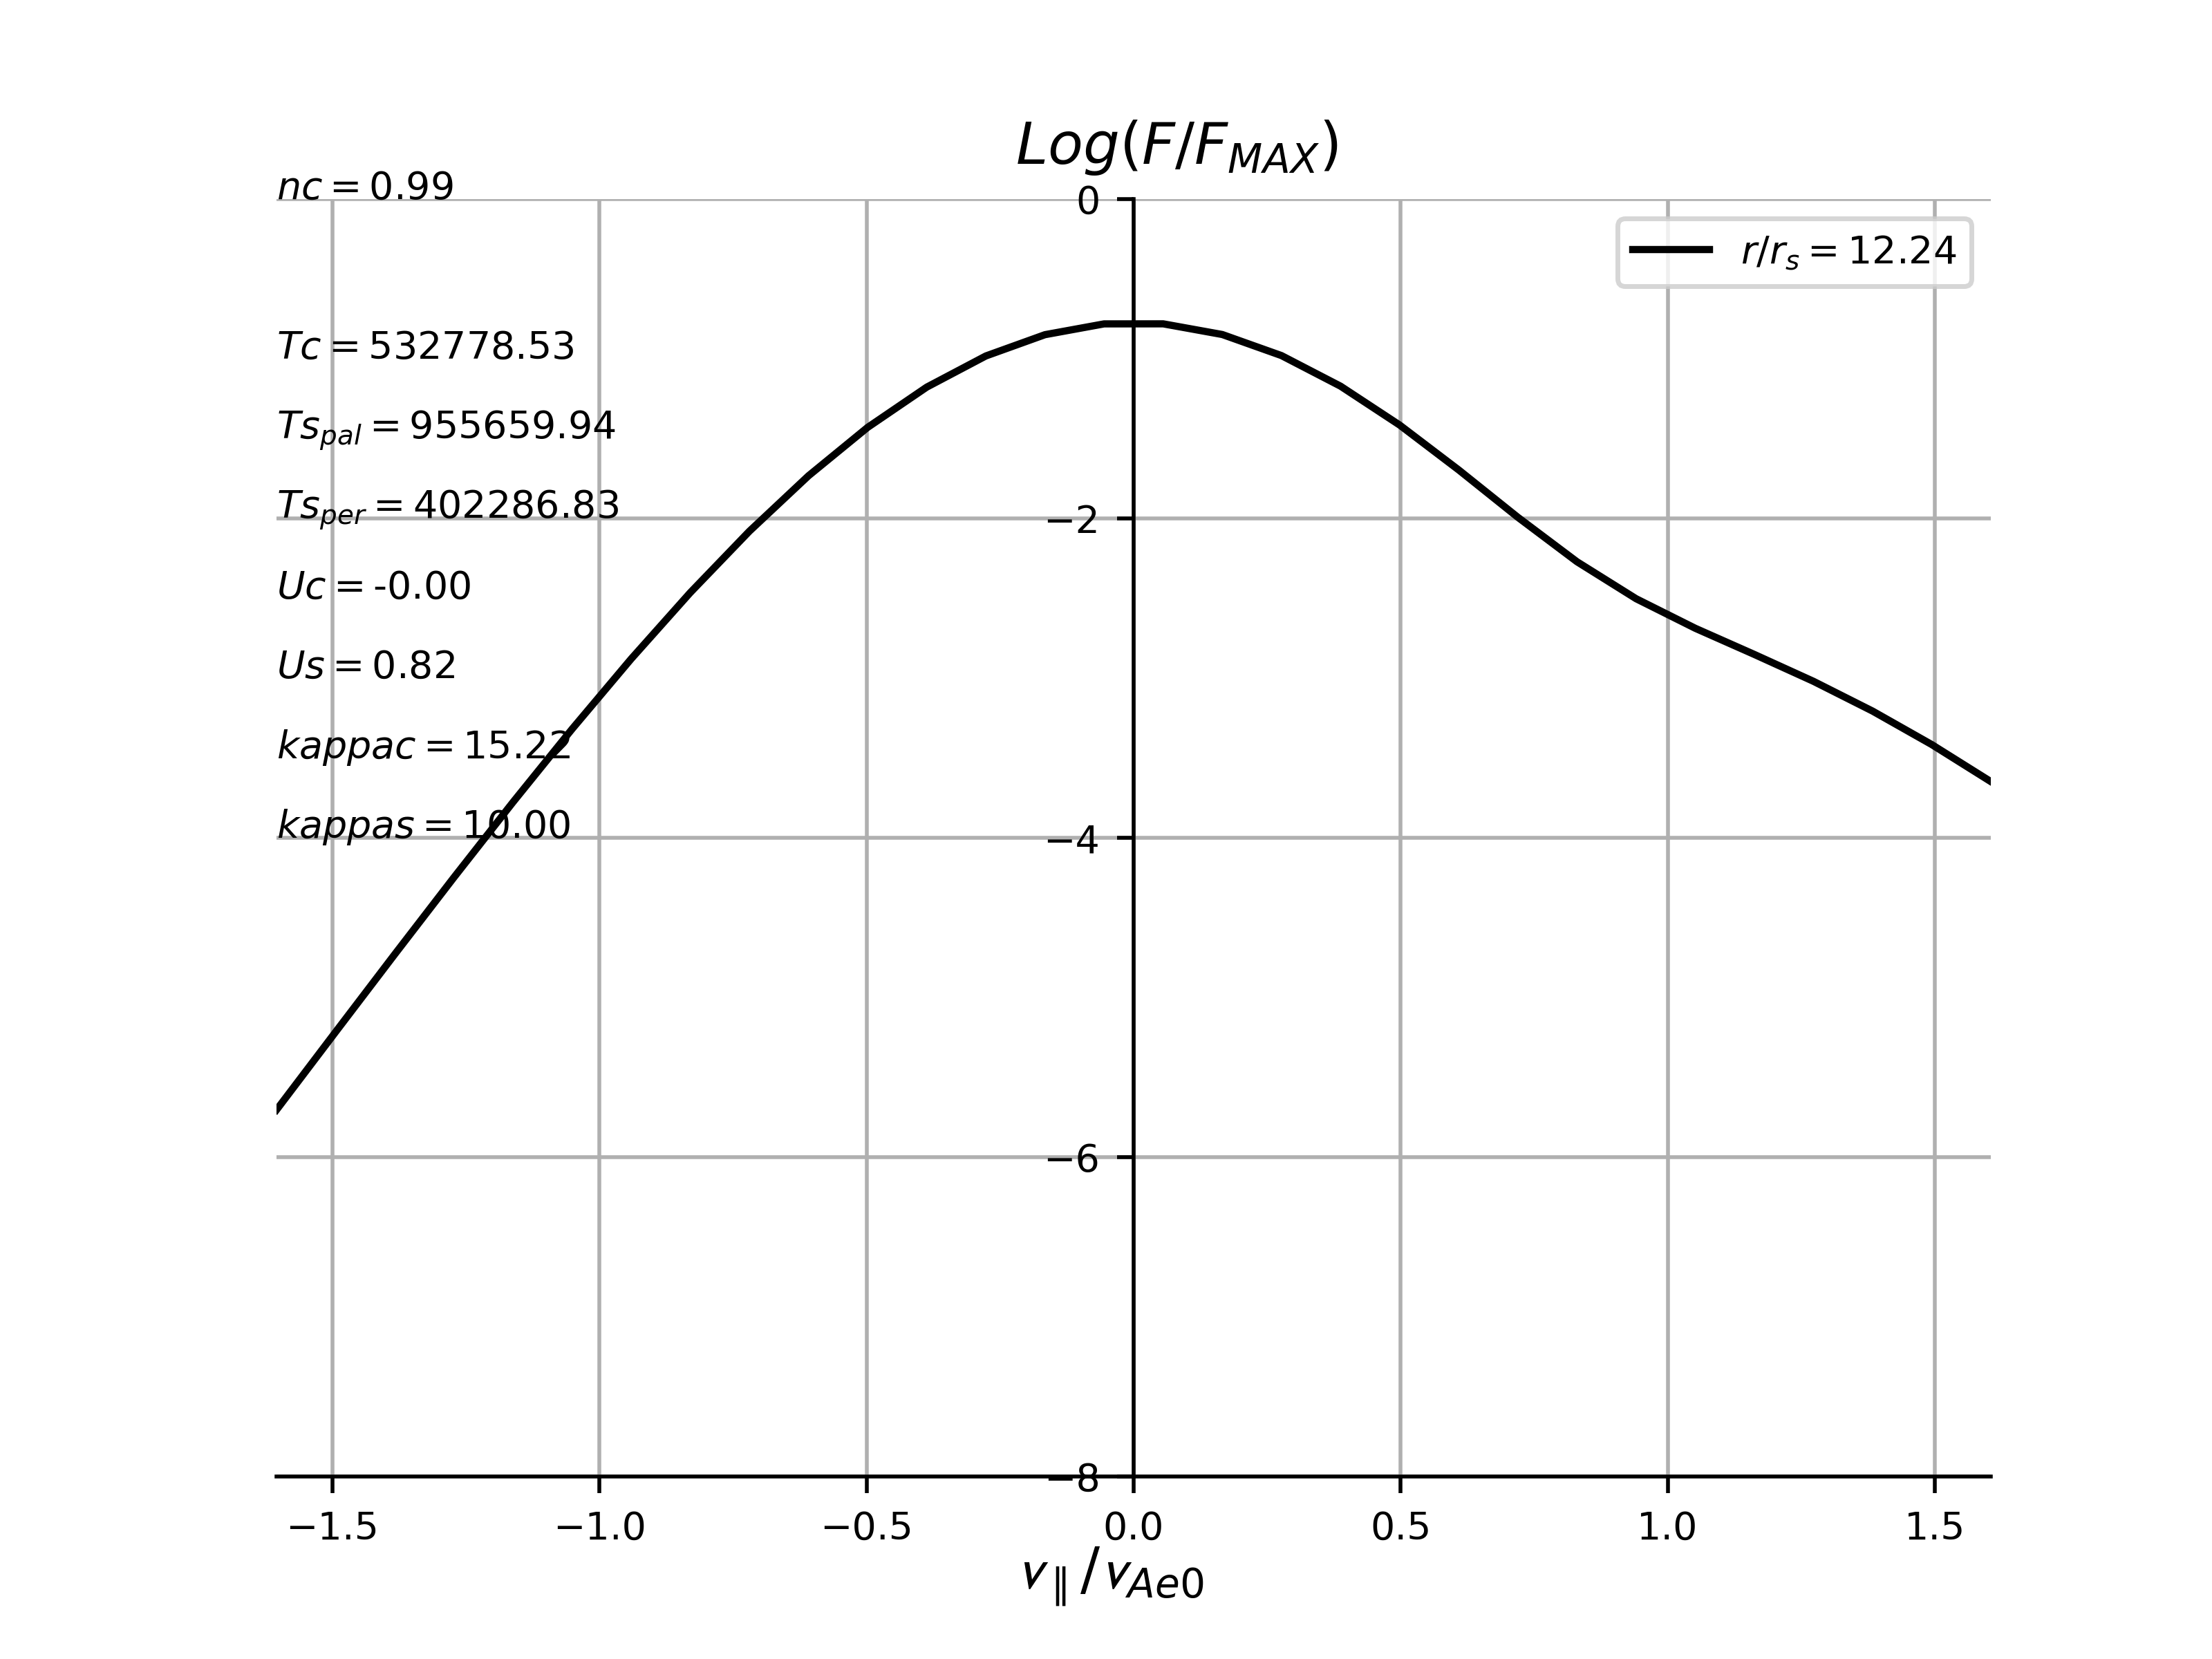 Log(F/F_MAX)
nc = 0.99
0
r/r_s = 12.24
Tc = 532778.53
Ts_pal = 955659.94
Ts_per = 402286.83
−2
Uc = -0.00
Us = 0.82
kappac = 15.22
kappas = 10.00
−4
−6
−8
−1.5 −1.0 −0.5 0.0 0.5 1.0 1.5
v_∥/v_Ae0